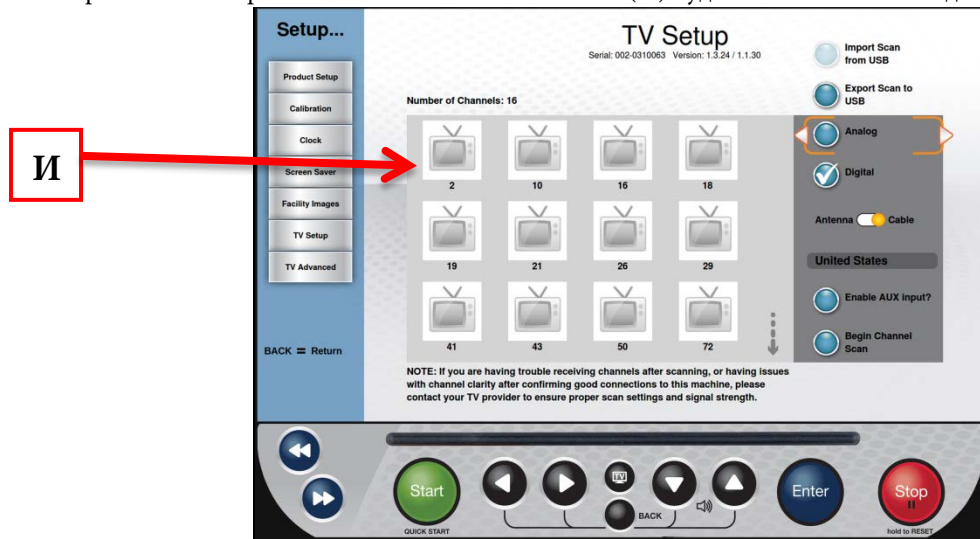 Setup...
Product Setup
Calibration
Clock
Screen Saver
Facility Images
TV Setup
TV Advanced
BACK = Return
И
TV Setup
Serial: 002-0310063 Version: 1.3.24 / 1.1.30
Number of Channels: 16
2 10 16 18
19 21 26 29
41 43 50 72
NOTE: If you are having trouble receiving channels after scanning, or having issues
with channel clarity after confirming good connections to this machine, please
contact your TV provider to ensure proper scan settings and signal strength.
Import Scan
from USB
Export Scan to
USB
Analog
Digital
Antenna Cable
United States
Enable AUX input?
Begin Channel
Scan
Start
QUICK START
TV
BACK
Enter
Stop
hold to RESET